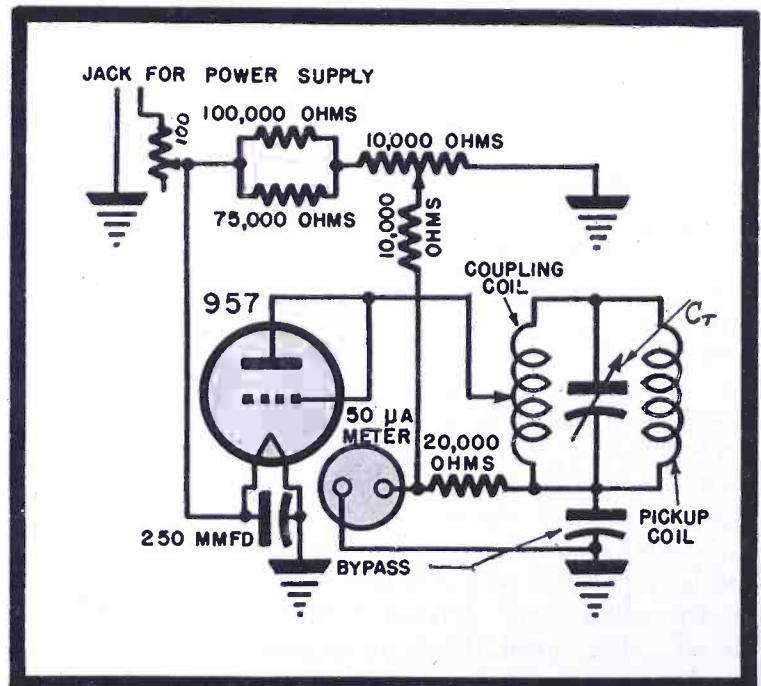 JACK FOR POWER SUPPLY
100
100,000 OHMS
10,000 OHMS
75,000 OHMS
10,000
OHMS
COUPLING
COIL
957
Cт
50 µA
METER
20,000
OHMS
250 MMFD
BYPASS
PICKUP
COIL